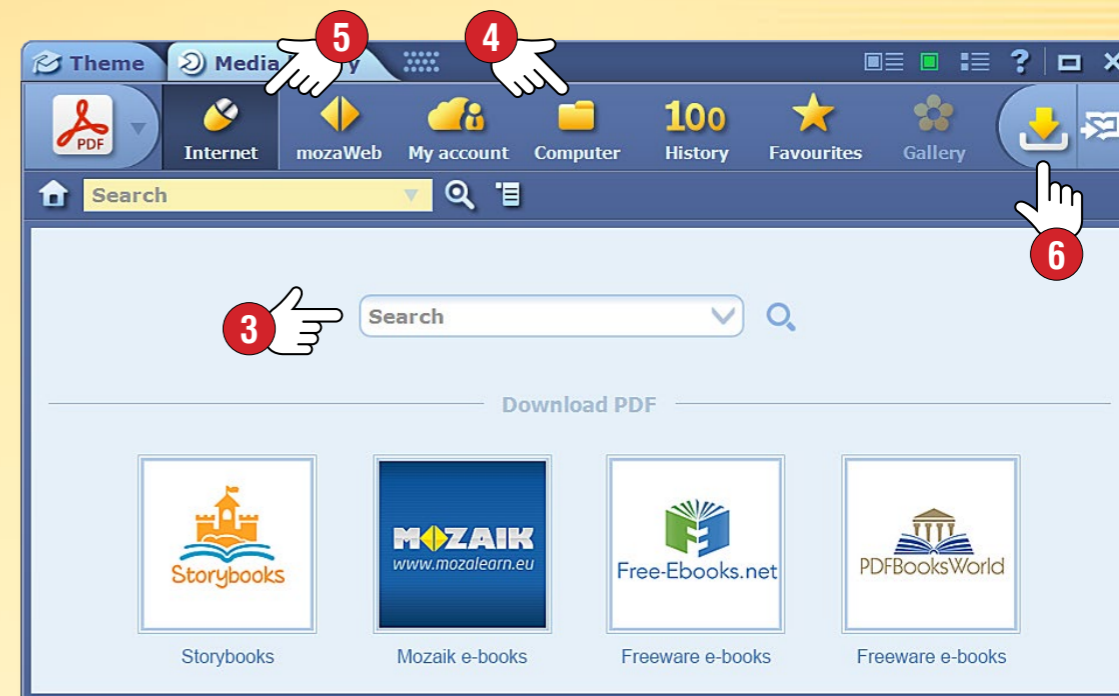 5
4
Theme
Media
y
?
PDF
Internet
mozaWeb
My account
Computer
100
History
Favourites
Gallery
Search
6
3
Search
Download PDF
Storybooks
MOZAIK
www.mozalearn.eu
Free-Ebooks.net
PDFBooksWorld
Storybooks
Mozaik e-books
Freeware e-books
Freeware e-books